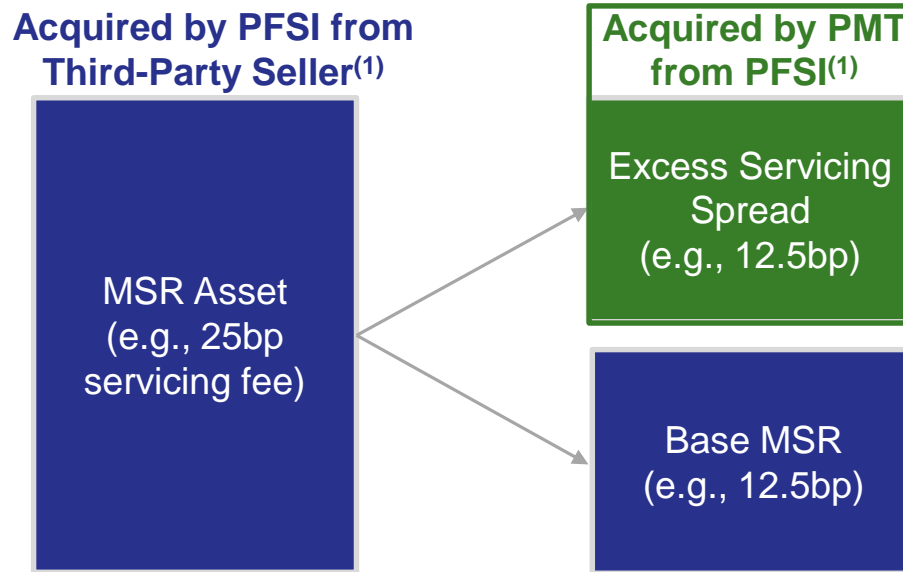 Acquired by PFSI from
Third-Party Seller(1)
MSR Asset
(e.g., 25bp
servicing fee)
Acquired by PMT
from PFSI(1)
Excess Servicing
Spread
(e.g., 12.5bp)
Base MSR
(e.g., 12.5bp)